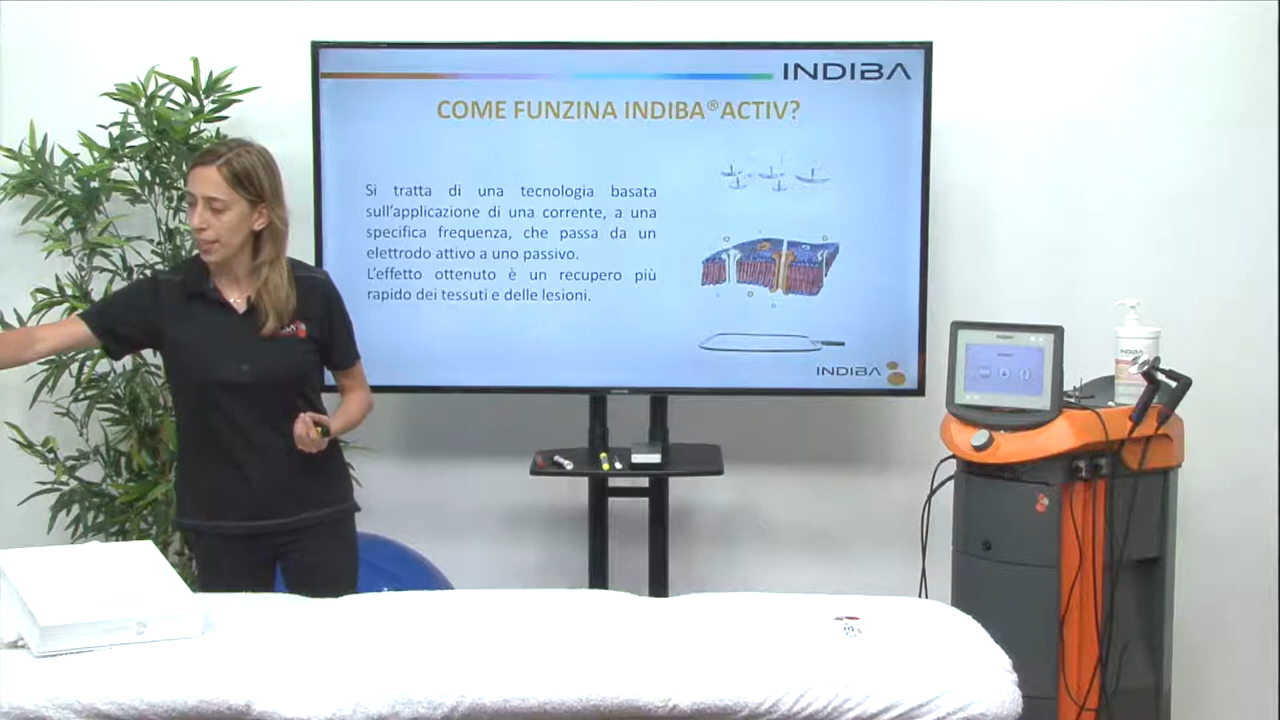 INDIBA
COME FUNZINA INDIBA®ACTIV?
Si tratta di una tecnologia basata
sull'applicazione di una corrente, a una
specifica frequenza, che passa da un
elettrodo attivo a uno passivo.
L'effetto ottenuto è un recupero più
rapido dei tessuti e delle lesioni.
INDIBA
INDIBA